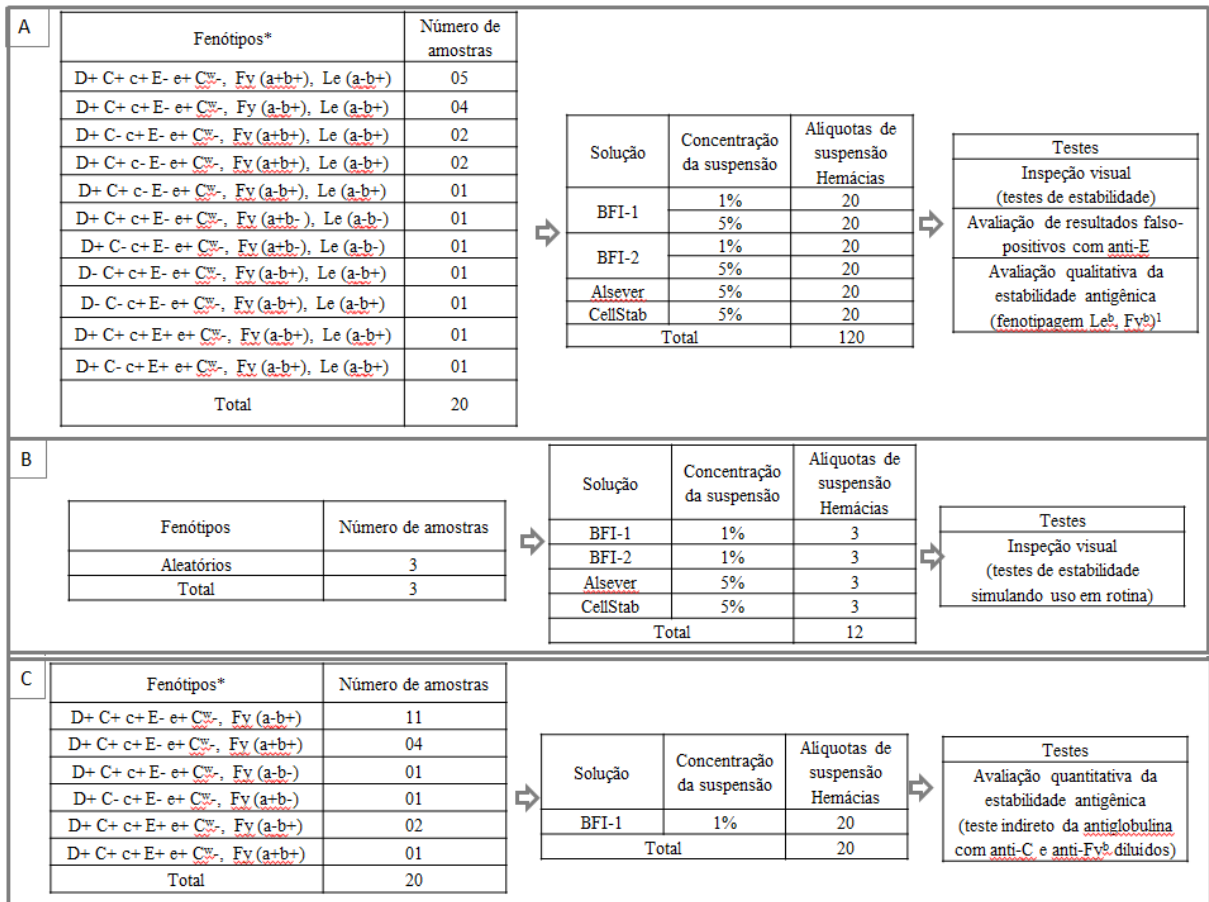 A
Fenótipos* Número de amostras
D+ C+ c+ E- e+ Cʷ-, Fy (a+b+), Le (a-b+) 05
D+ C+ c+ E- e+ Cʷ-, Fy (a-b+), Le (a-b+) 04
D+ C- c+ E- e+ Cʷ-, Fy (a+b+), Le (a-b+) 02
D+ C+ c- E- e+ Cʷ-, Fy (a+b+), Le (a-b+) 02
D+ C+ c- E- e+ Cʷ-, Fy (a-b+), Le (a-b+) 01
D+ C+ c+ E- e+ Cʷ-, Fy (a+b- ), Le (a-b-) 01
D+ C- c+ E- e+ Cʷ-, Fy (a+b-), Le (a-b-) 01
D- C+ c+ E- e+ Cʷ-, Fy (a-b+), Le (a-b+) 01
D- C- c+ E- e+ Cʷ-, Fy (a-b+), Le (a-b+) 01
D+ C+ c+ E+ e+ Cʷ-, Fy (a-b+), Le (a-b+) 01
D+ C- c+ E+ e+ Cʷ-, Fy (a-b+), Le (a-b+) 01
Total 20
Solução Concentração da suspensão Aliquotas de suspensão Hemácias
BFI-1 1% 20
5% 20
BFI-2 1% 20
5% 20
Alsever 5% 20
CellStab 5% 20
Total 120
Testes
Inspeção visual
(testes de estabilidade)
Avaliação de resultados falso-
positivos com anti-E
Avaliação qualitativa da
estabilidade antigênica
(fenotipagem Leᵇ, Fyᵇ)¹
B
Fenótipos Número de amostras
Aleatórios 3
Total 3
Solução Concentração da suspensão Aliquotas de suspensão Hemácias
BFI-1 1% 3
BFI-2 1% 3
Alsever 5% 3
CellStab 5% 3
Total 12
Testes
Inspeção visual
(testes de estabilidade
simulando uso em rotina)
C
Fenótipos* Número de amostras
D+ C+ c+ E- e+ Cʷ-, Fy (a-b+) 11
D+ C+ c+ E- e+ Cʷ-, Fy (a+b+) 04
D+ C+ c+ E- e+ Cʷ-, Fy (a-b-) 01
D+ C- c+ E- e+ Cʷ-, Fy (a+b-) 01
D+ C+ c+ E+ e+ Cʷ-, Fy (a-b+) 02
D+ C+ c+ E+ e+ Cʷ-, Fy (a+b+) 01
Total 20
Solução Concentração da suspensão Aliquotas de suspensão Hemácias
BFI-1 1% 20
Total 20
Testes
Avaliação quantitativa da
estabilidade antigênica
(teste indireto da antiglobulina
com anti-C e anti-Fyᵇ diluidos)